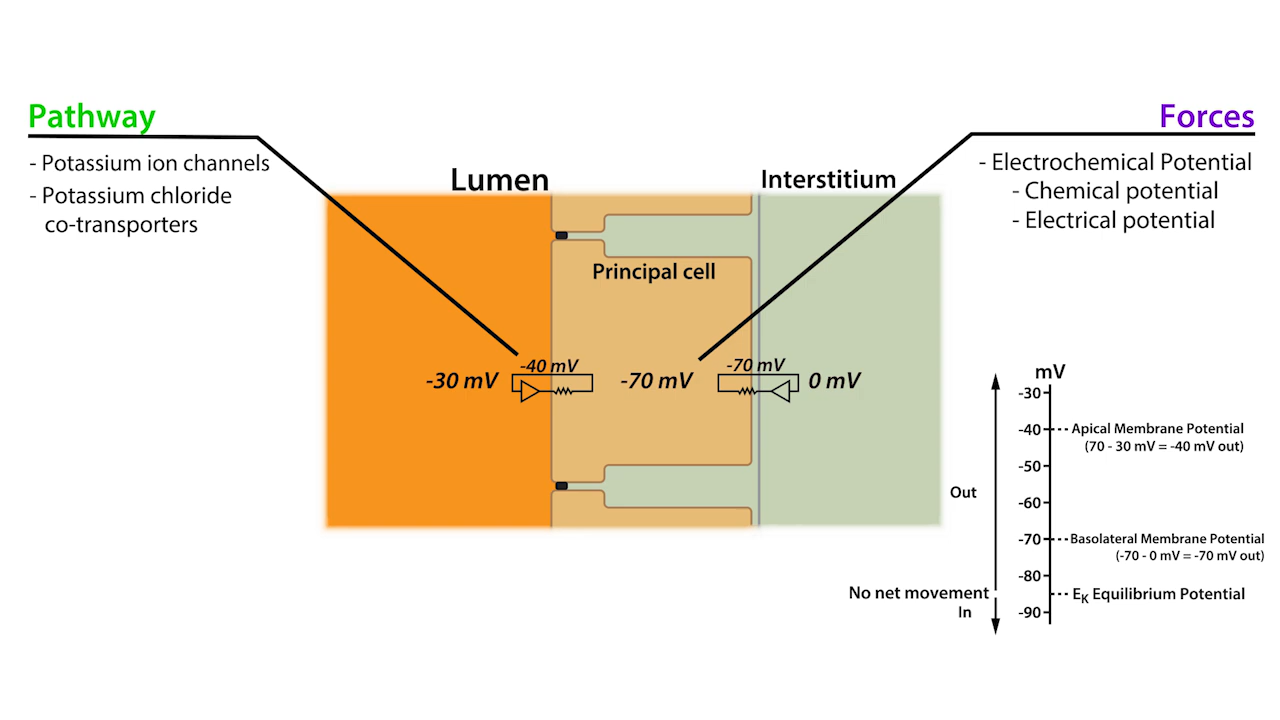 Pathway
- Potassium ion channels
- Potassium chloride
co-transporters
Forces
- Electrochemical Potential
- Chemical potential
- Electrical potential
Lumen
Interstitium
Principal cell
-40 mV
-70 mV
-30 mV
-70 mV
0 mV
mV
-30
-40
Apical Membrane Potential
(70 - 30 mV = -40 mV out)
-50
Out
-60
-70
Basolateral Membrane Potential
(-70 - 0 mV = -70 mV out)
-80
No net movement
EK Equilibrium Potential
In
-90